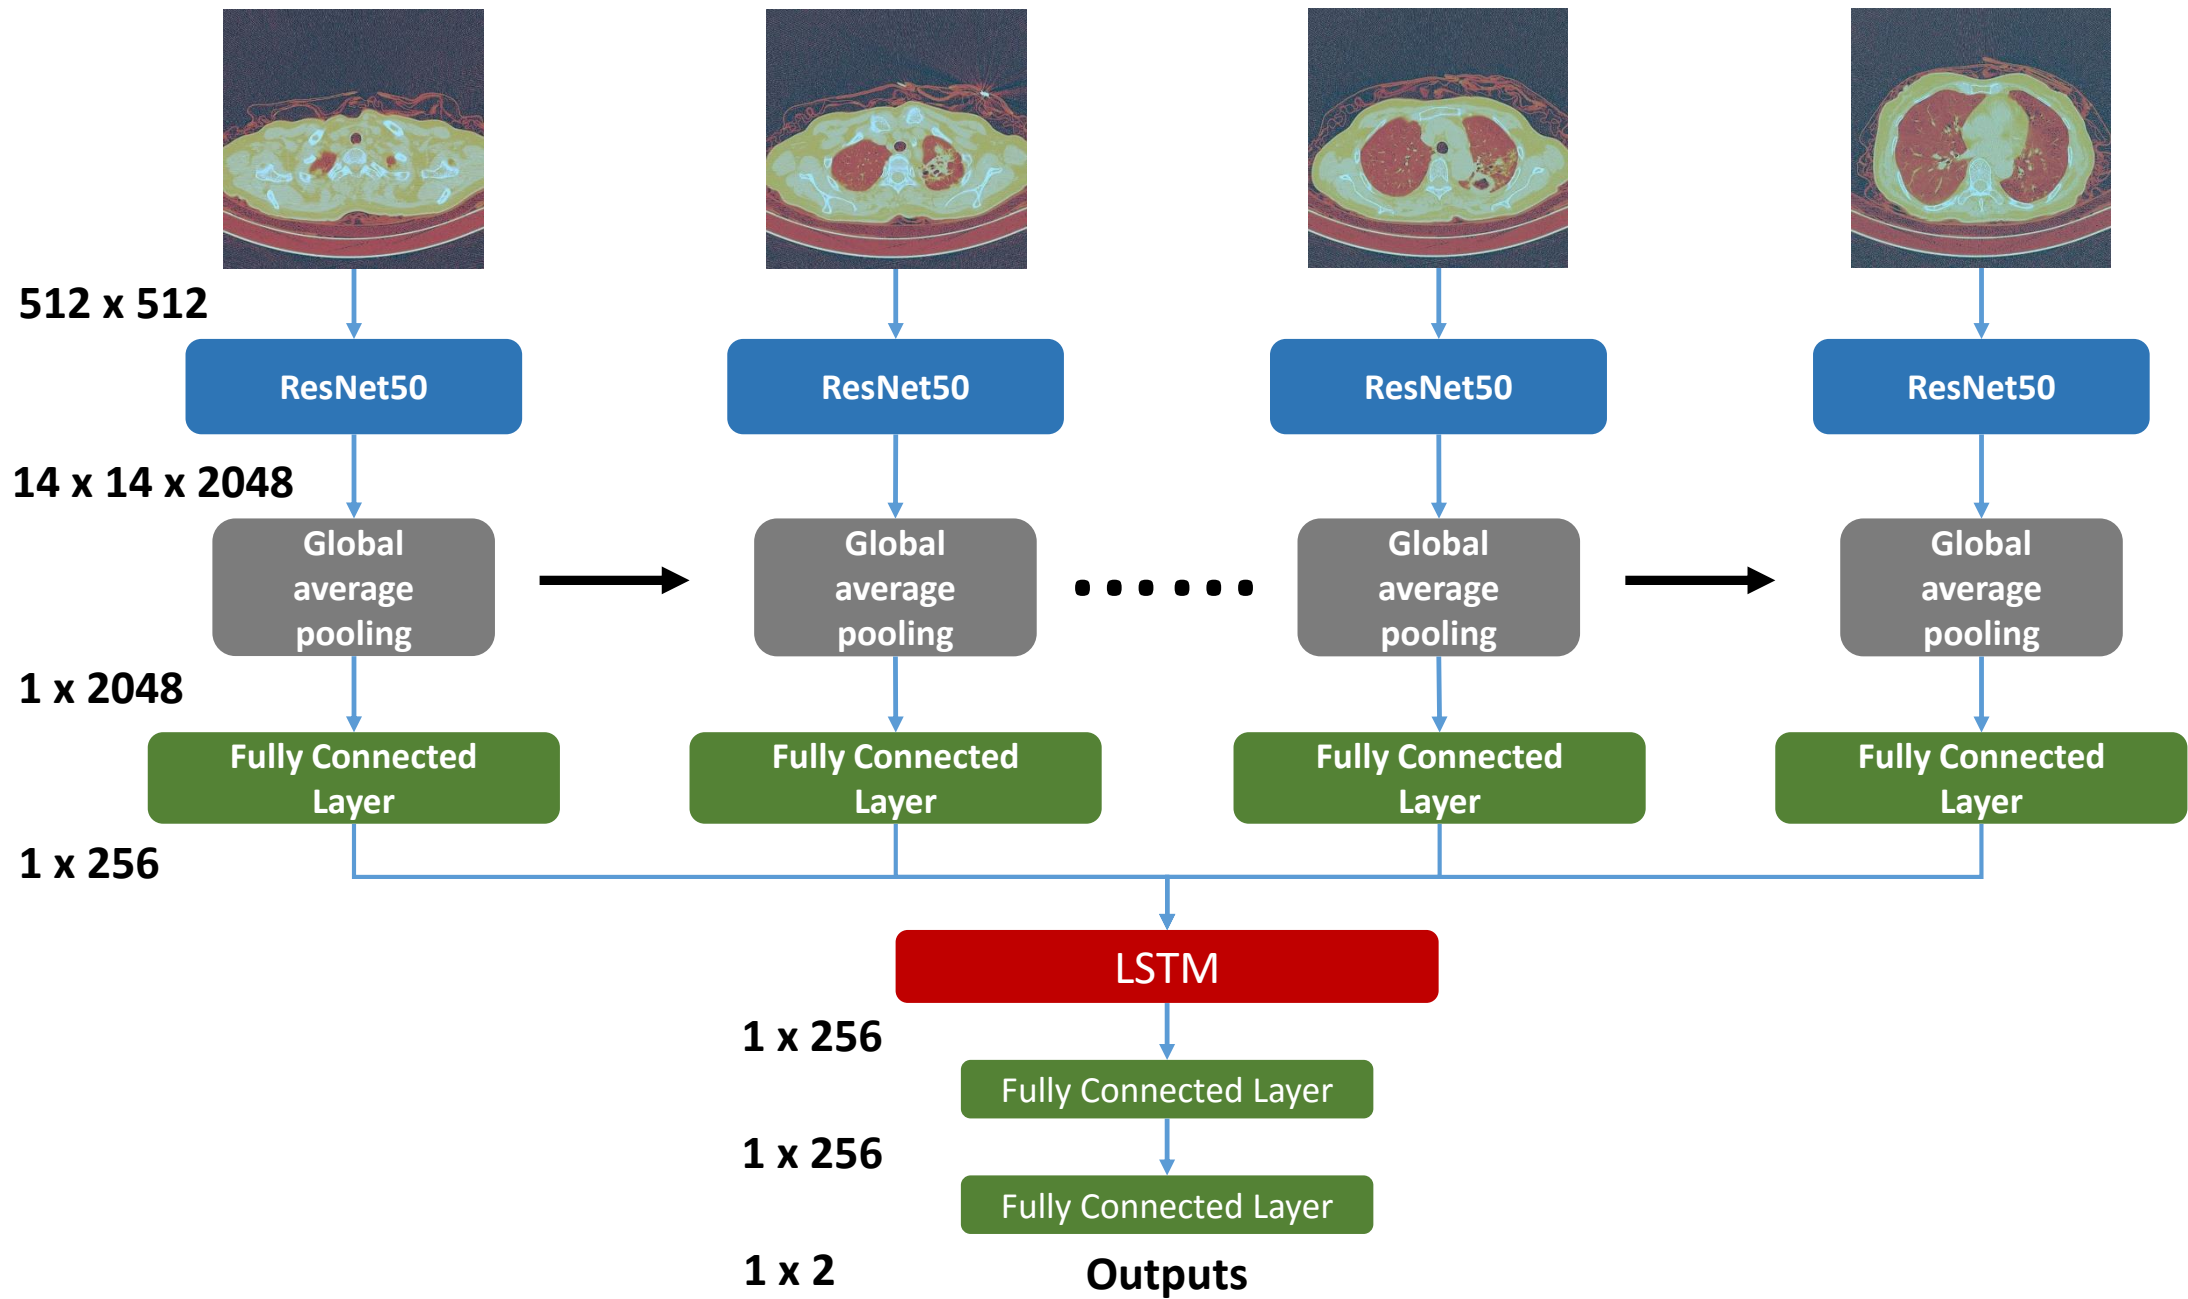 512 x 512
ResNet50
ResNet50
ResNet50
ResNet50
14 x 14 x 2048
Global
average
pooling
Global
average
pooling
Global
average
pooling
Global
average
pooling
1 x 2048
Fully Connected
Layer
Fully Connected
Layer
Fully Connected
Layer
Fully Connected
Layer
1 x 256
LSTM
1 x 256
Fully Connected Layer
1 x 256
Fully Connected Layer
1 x 2
Outputs